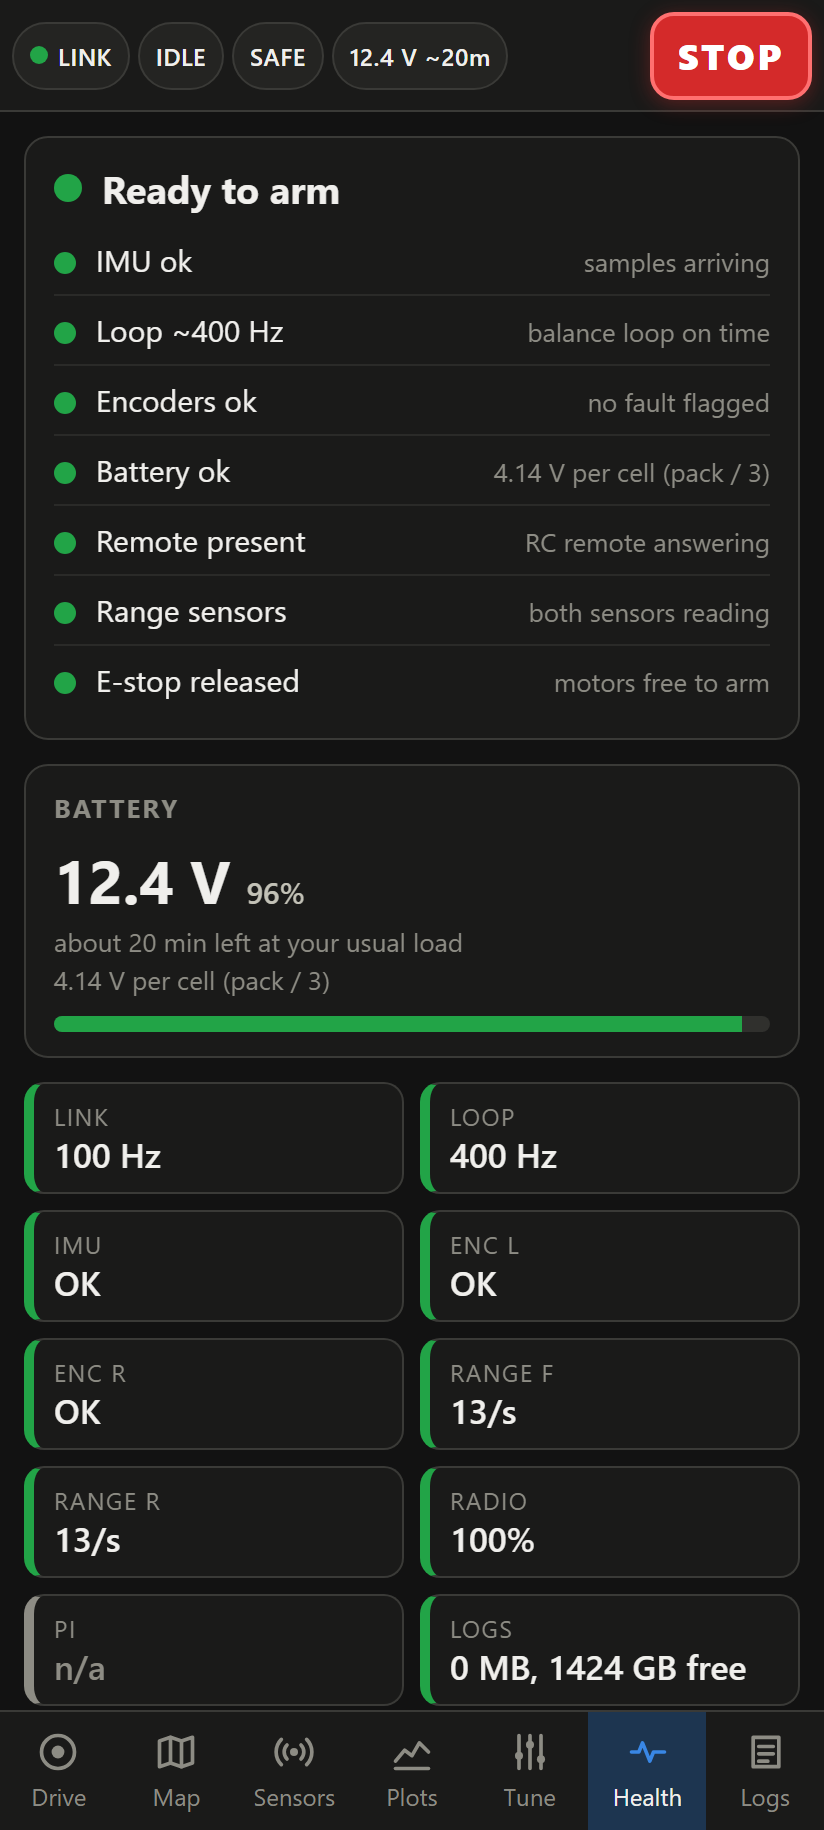 LINK
IDLE
SAFE
12.4 V ~20m
STOP
Ready to arm
IMU ok samples arriving
Loop ~400 Hz balance loop on time
Encoders ok no fault flagged
Battery ok 4.14 V per cell (pack / 3)
Remote present RC remote answering
Range sensors both sensors reading
E-stop released motors free to arm
BATTERY
12.4 V 96%
about 20 min left at your usual load
4.14 V per cell (pack / 3)
LINK
100 Hz
LOOP
400 Hz
IMU
OK
ENC L
OK
ENC R
OK
RANGE F
13/s
RANGE R
13/s
RADIO
100%
PI
n/a
LOGS
0 MB, 1424 GB free
Drive
Map
Sensors
Plots
Tune
Health
Logs